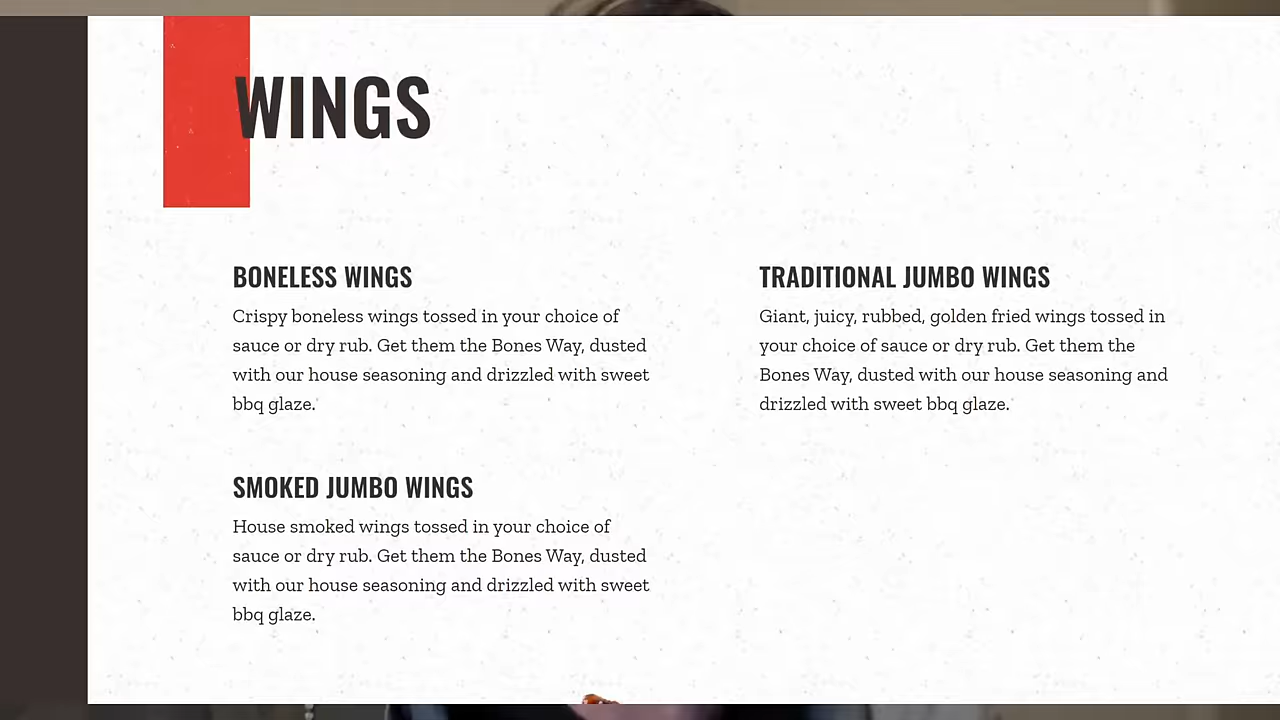 WINGS
BONELESS WINGS
Crispy boneless wings tossed in your choice of
sauce or dry rub. Get them the Bones Way, dusted
with our house seasoning and drizzled with sweet
bbq glaze.
TRADITIONAL JUMBO WINGS
Giant, juicy, rubbed, golden fried wings tossed in
your choice of sauce or dry rub. Get them the
Bones Way, dusted with our house seasoning and
drizzled with sweet bbq glaze.
SMOKED JUMBO WINGS
House smoked wings tossed in your choice of
sauce or dry rub. Get them the Bones Way, dusted
with our house seasoning and drizzled with sweet
bbq glaze.